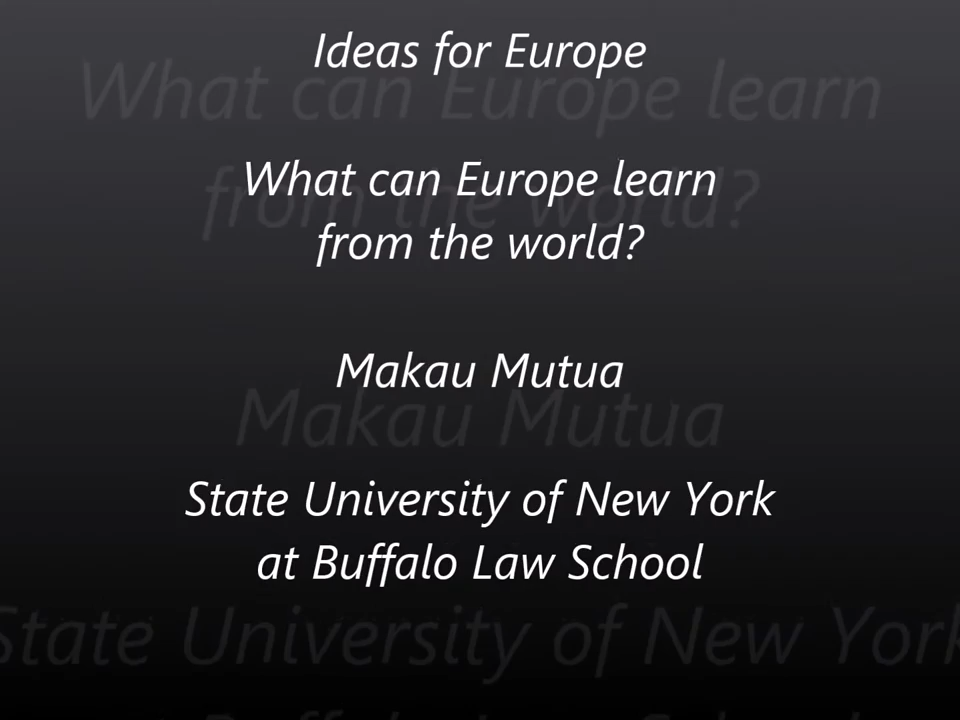 Ideas for Europe
What can Europe learn
from the world?
Makau Mutua
State University of New York
at Buffalo Law School